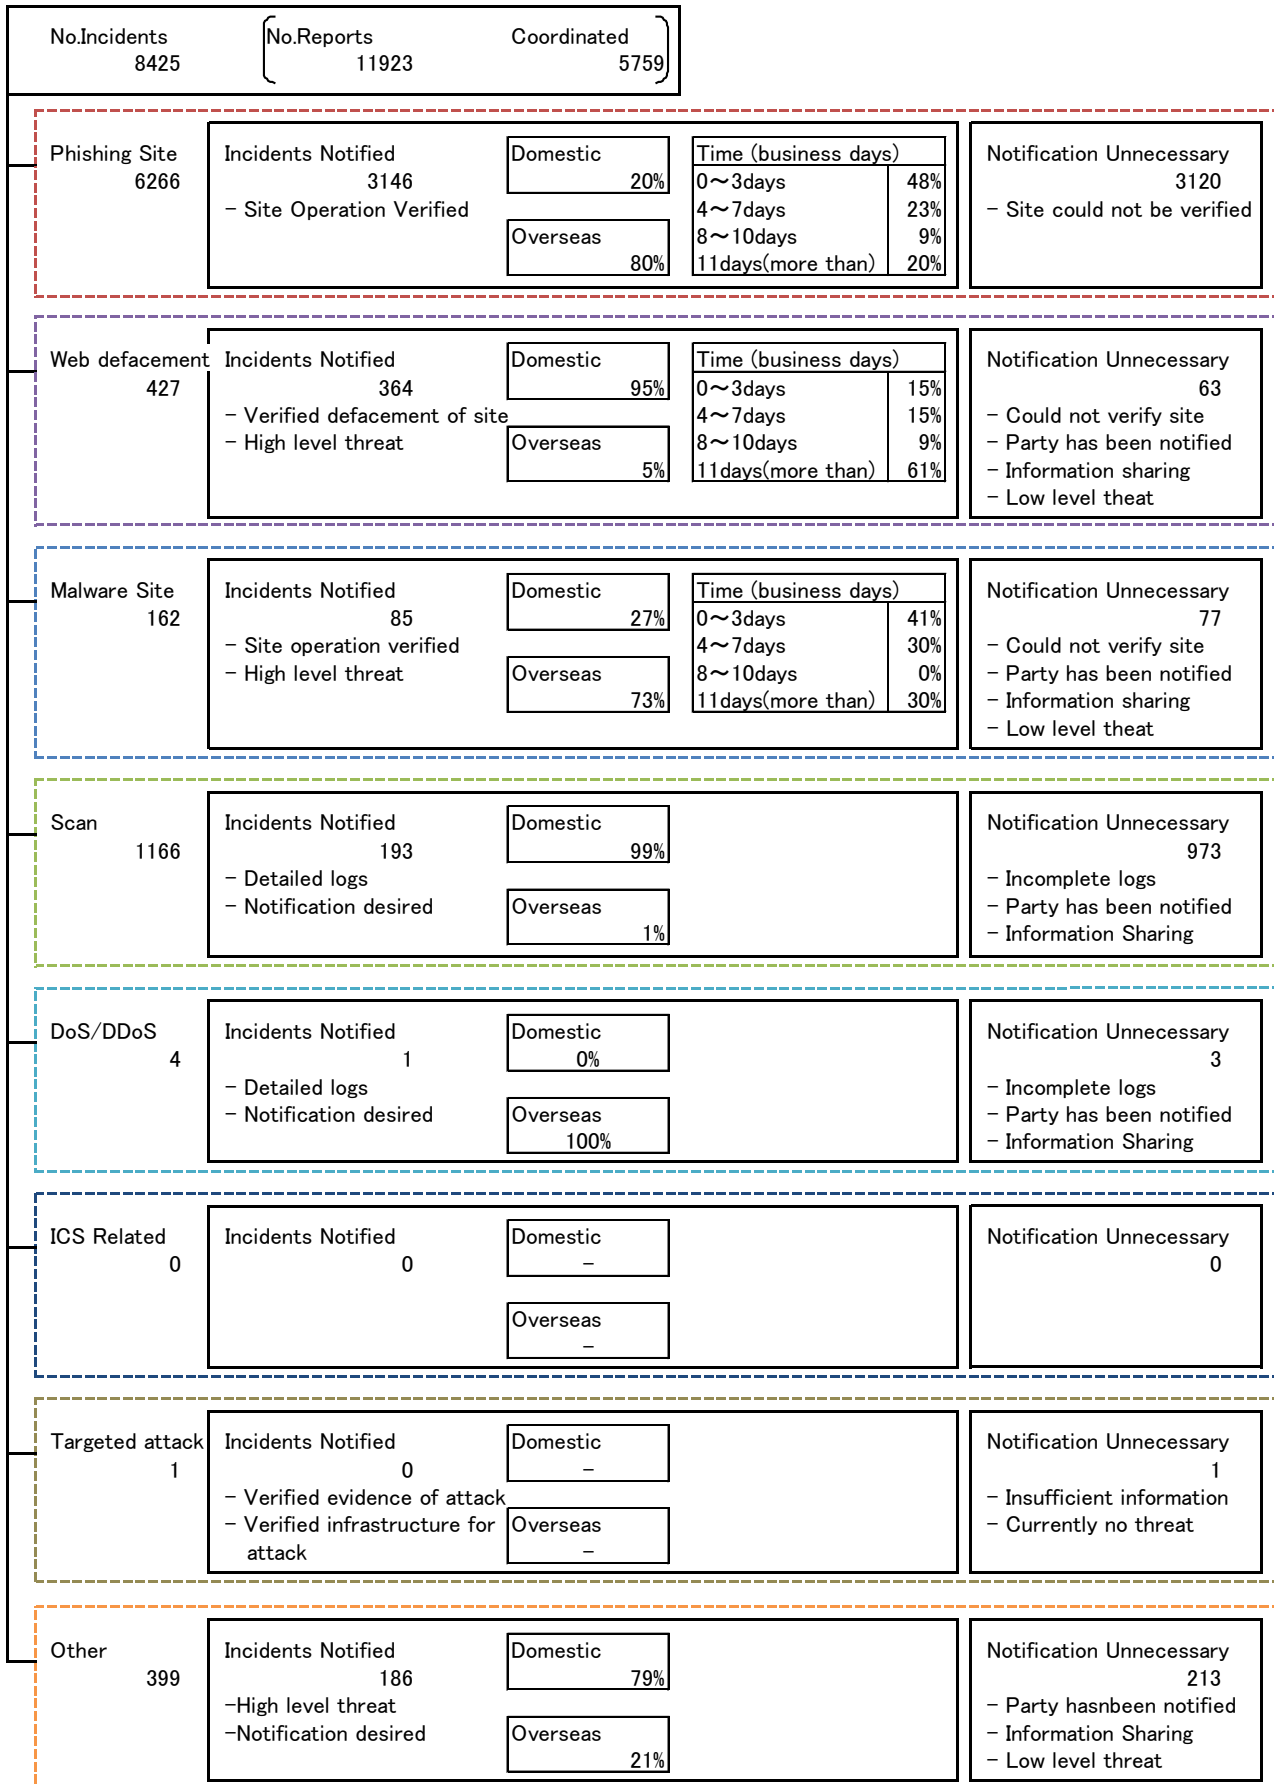 No.Incidents No.Reports Coordinated
8425 11923 5759
Phishing Site
6266
Incidents Notified
3146
- Site Operation Verified
Domestic
20%
Overseas
80%
Time (business days)
0～3days 48%
4～7days 23%
8～10days 9%
11days(more than) 20%
Notification Unnecessary
3120
- Site could not be verified
Web defacement
427
Incidents Notified
364
- Verified defacement of site
- High level threat
Domestic
95%
Overseas
5%
Time (business days)
0～3days 15%
4～7days 15%
8～10days 9%
11days(more than) 61%
Notification Unnecessary
63
- Could not verify site
- Party has been notified
- Information sharing
- Low level theat
Malware Site
162
Incidents Notified
85
- Site operation verified
- High level threat
Domestic
27%
Overseas
73%
Time (business days)
0～3days 41%
4～7days 30%
8～10days 0%
11days(more than) 30%
Notification Unnecessary
77
- Could not verify site
- Party has been notified
- Information sharing
- Low level theat
Scan
1166
Incidents Notified
193
- Detailed logs
- Notification desired
Domestic
99%
Overseas
1%
Notification Unnecessary
973
- Incomplete logs
- Party has been notified
- Information Sharing
DoS/DDoS
4
Incidents Notified
1
- Detailed logs
- Notification desired
Domestic
0%
Overseas
100%
Notification Unnecessary
3
- Incomplete logs
- Party has been notified
- Information Sharing
ICS Related
0
Incidents Notified
0
Domestic
-
Overseas
-
Notification Unnecessary
0
Targeted attack
1
Incidents Notified
0
- Verified evidence of attack
- Verified infrastructure for
attack
Domestic
-
Overseas
-
Notification Unnecessary
1
- Insufficient information
- Currently no threat
Other
399
Incidents Notified
186
-High level threat
-Notification desired
Domestic
79%
Overseas
21%
Notification Unnecessary
213
- Party hasnbeen notified
- Information Sharing
- Low level threat